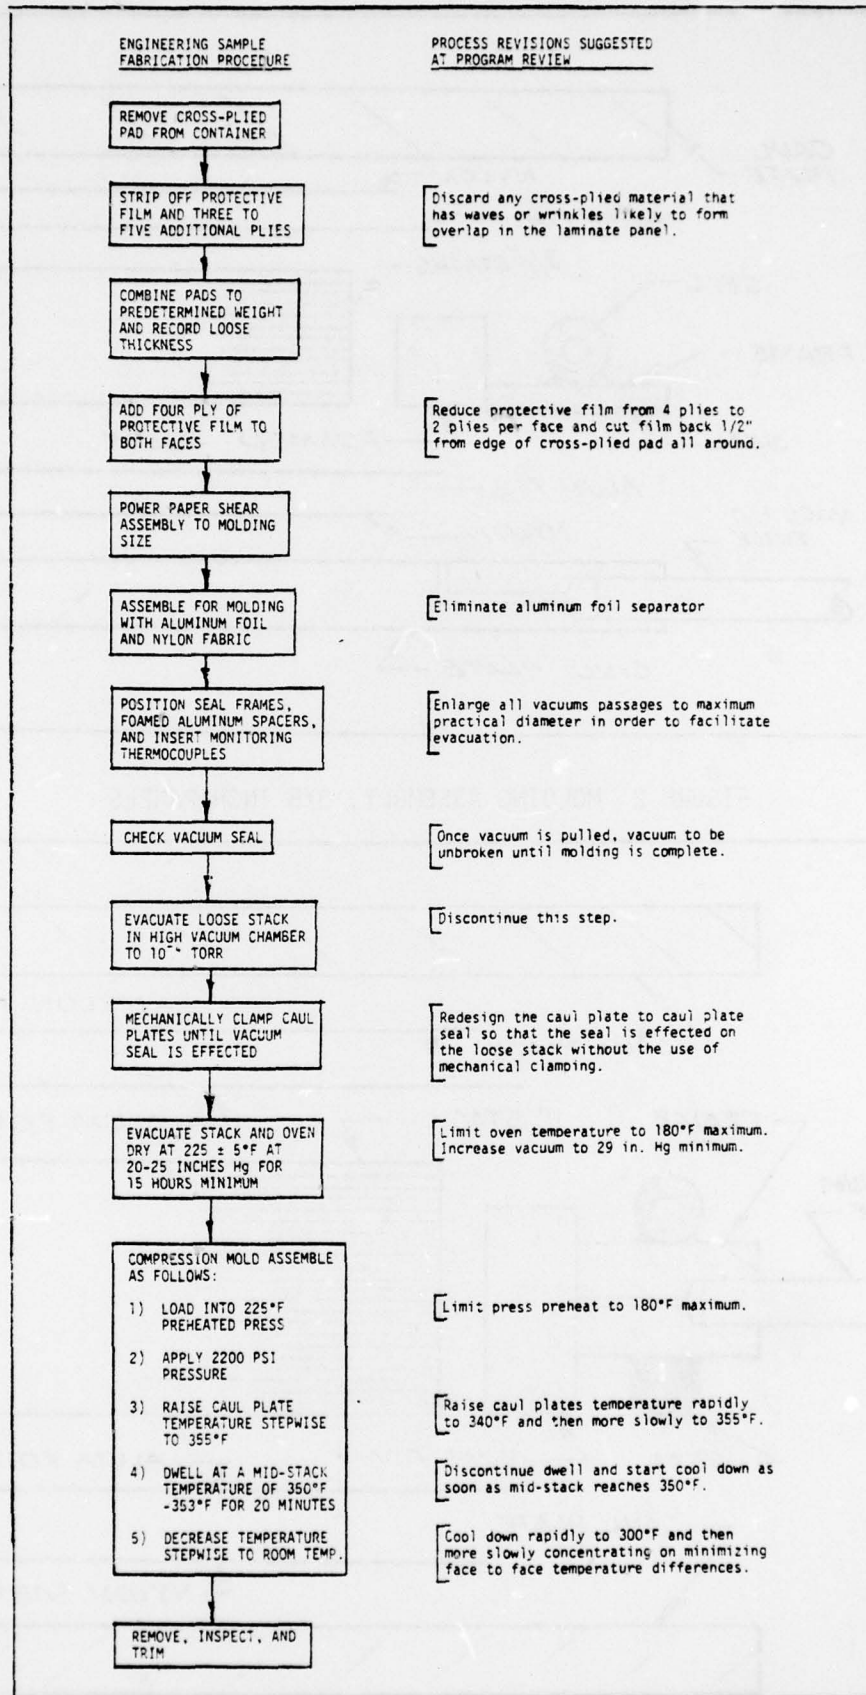 ENGINEERING SAMPLE
FABRICATION PROCEDURE
PROCESS REVISIONS SUGGESTED
AT PROGRAM REVIEW
REMOVE CROSS-PLIED
PAD FROM CONTAINER
STRIP OFF PROTECTIVE
FILM AND THREE TO
FIVE ADDITIONAL PLIES
Discard any cross-plied material that
has waves or wrinkles likely to form
overlap in the laminate panel.
COMBINE PADS TO
PREDETERMINED WEIGHT
AND RECORD LOOSE
THICKNESS
ADD FOUR PLY OF
PROTECTIVE FILM TO
BOTH FACES
Reduce protective film from 4 plies to
2 plies per face and cut film back 1/2"
from edge of cross-plied pad all around.
POWER PAPER SHEAR
ASSEMBLY TO MOLDING
SIZE
ASSEMBLE FOR MOLDING
WITH ALUMINUM FOIL
AND NYLON FABRIC
Eliminate aluminum foil separator
POSITION SEAL FRAMES,
FOAMED ALUMINUM SPACERS,
AND INSERT MONITORING
THERMOCOUPLES
Enlarge all vacuums passages to maximum
practical diameter in order to facilitate
evacuation.
CHECK VACUUM SEAL
Once vacuum is pulled, vacuum to be
unbroken until molding is complete.
EVACUATE LOOSE STACK
IN HIGH VACUUM CHAMBER
TO TORR
Discontinue this step.
MECHANICALLY CLAMP CAUL
PLATES UNTIL VACUUM
SEAL IS EFFECTED
Redesign the caul plate to caul plate
seal so that the seal is effected on
the loose stack without the use of
mechanical clamping.
EVACUATE STACK AND OVEN
DRY AT 225 ± 5°F AT
20-25 INCHES Hg FOR
15 HOURS MINIMUM
Limit oven temperature to 180°F maximum.
Increase vacuum to 29 in. Hg minimum.
COMPRESSION MOLD ASSEMBLE
AS FOLLOWS:
1) LOAD INTO 225°F
PREHEATED PRESS
Limit press preheat to 180°F maximum.
2) APPLY 2200 PSI
PRESSURE
3) RAISE CAUL PLATE
TEMPERATURE STEPWISE
TO 355°F
Raise caul plates temperature rapidly
to 340°F and then more slowly to 355°F.
4) DWELL AT A MID-STACK
TEMPERATURE OF 350°F
-353°F FOR 20 MINUTES
Discontinue dwell and start cool down as
soon as mid-stack reaches 350°F.
5) DECREASE TEMPERATURE
STEPWISE TO ROOM TEMP.
Cool down rapidly to 300°F and then
more slowly concentrating on minimizing
face to face temperature differences.
REMOVE, INSPECT, AND
TRIM